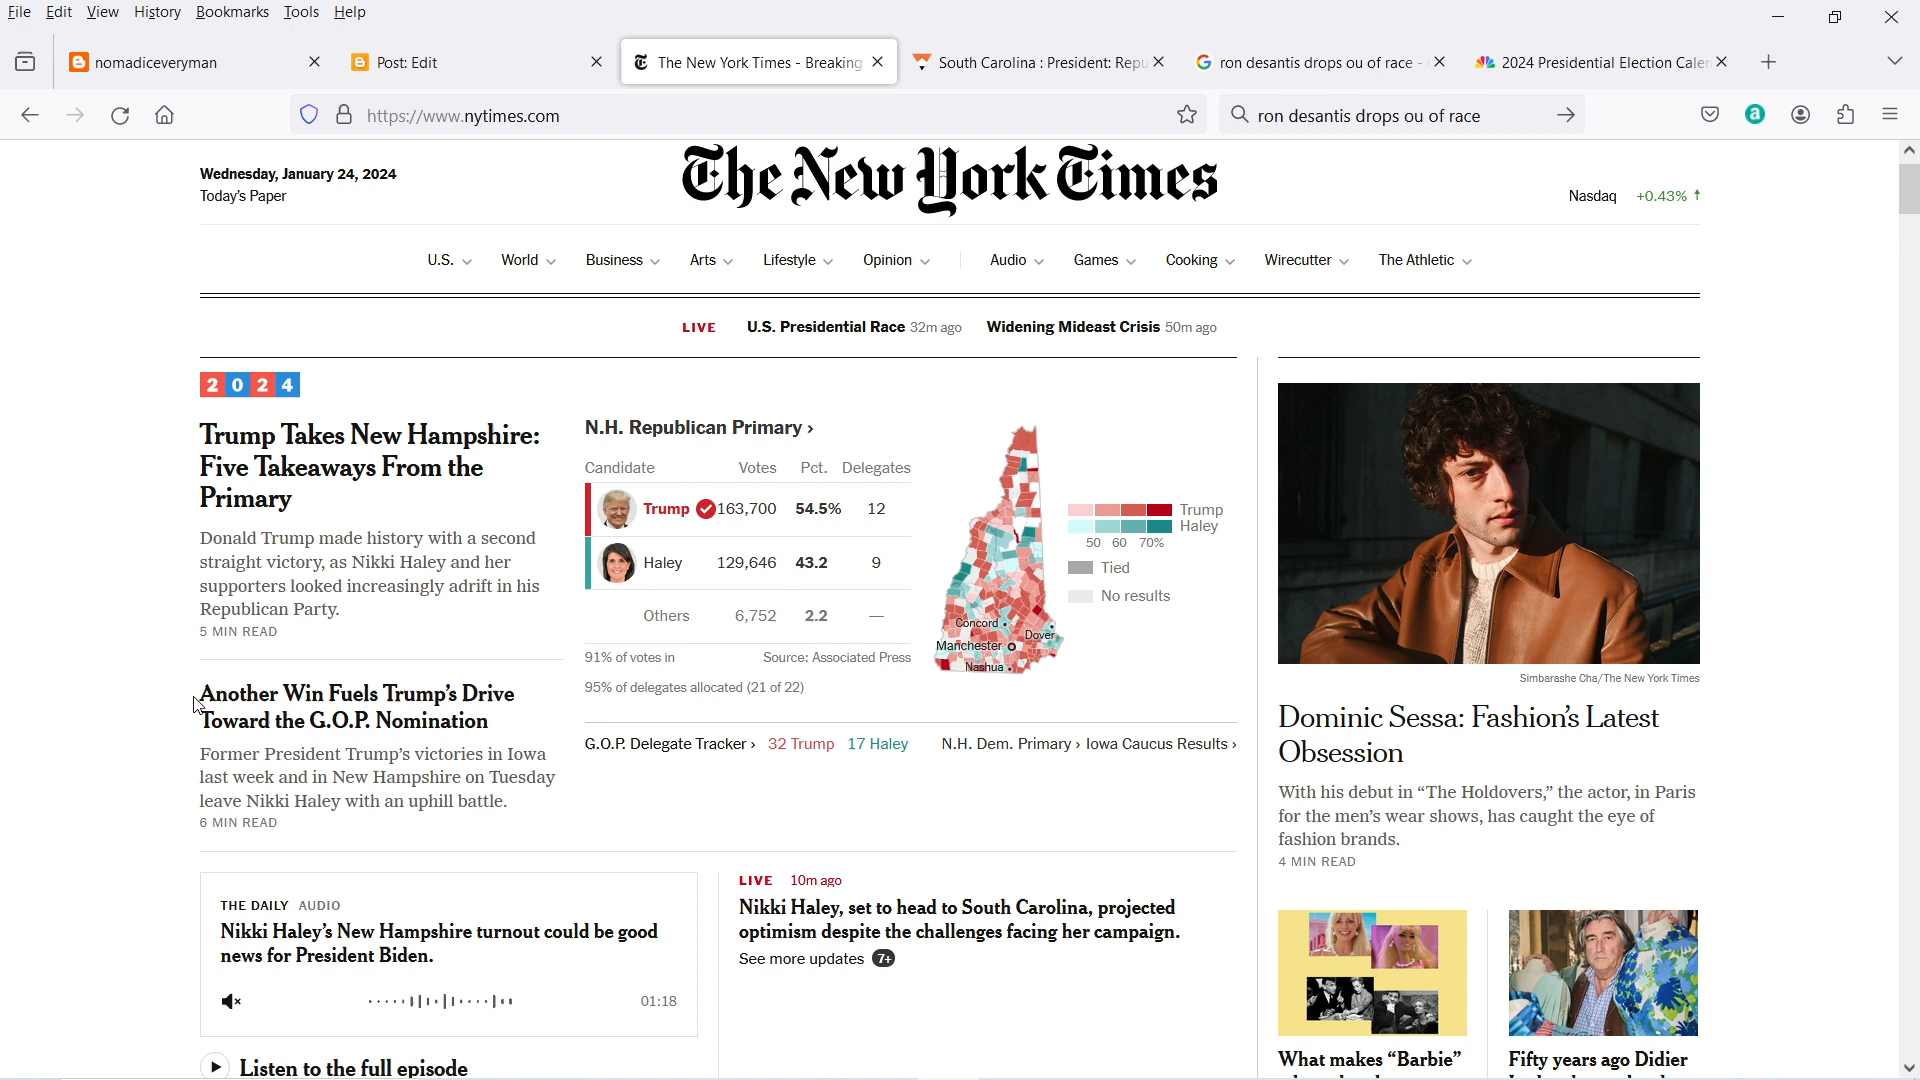 File Edit View History Bookmarks Tools Help
nomadiceveryman
Post: Edit
The New York Times - Breaking
South Carolina : President: Repu
ron desantis drops ou of race -
2024 Presidential Election Calen
https://www.nytimes.com
ron desantis drops ou of race
Wednesday, January 24, 2024
Today's Paper
The New York Times
Nasdaq +0.43% ↑
U.S. World Business Arts Lifestyle Opinion Audio Games Cooking Wirecutter The Athletic
LIVE U.S. Presidential Race 32m ago Widening Mideast Crisis 50m ago
2024
Trump Takes New Hampshire:
Five Takeaways From the
Primary
Donald Trump made history with a second
straight victory, as Nikki Haley and her
supporters looked increasingly adrift in his
Republican Party.
5 MIN READ
Another Win Fuels Trump's Drive
Toward the G.O.P. Nomination
Former President Trump's victories in Iowa
last week and in New Hampshire on Tuesday
leave Nikki Haley with an uphill battle.
6 MIN READ
N.H. Republican Primary ›
Candidate Votes Pct. Delegates
Trump 163,700 54.5% 12
Haley 129,646 43.2 9
Others 6,752 2.2 —
91% of votes in Source: Associated Press
95% of delegates allocated (21 of 22)
Concord
Dover
Manchester
Nashua
Trump
Haley
50 60 70%
Tied
No results
G.O.P. Delegate Tracker › 32 Trump 17 Haley N.H. Dem. Primary › Iowa Caucus Results ›
THE DAILY AUDIO
Nikki Haley's New Hampshire turnout could be good
news for President Biden.
01:18
Listen to the full episode
LIVE 10m ago
Nikki Haley, set to head to South Carolina, projected
optimism despite the challenges facing her campaign.
See more updates 7+
Simbarashe Cha/The New York Times
Dominic Sessa: Fashion's Latest
Obsession
With his debut in “The Holdovers,” the actor, in Paris
for the men's wear shows, has caught the eye of
fashion brands.
4 MIN READ
What makes “Barbie”
Fifty years ago Didier